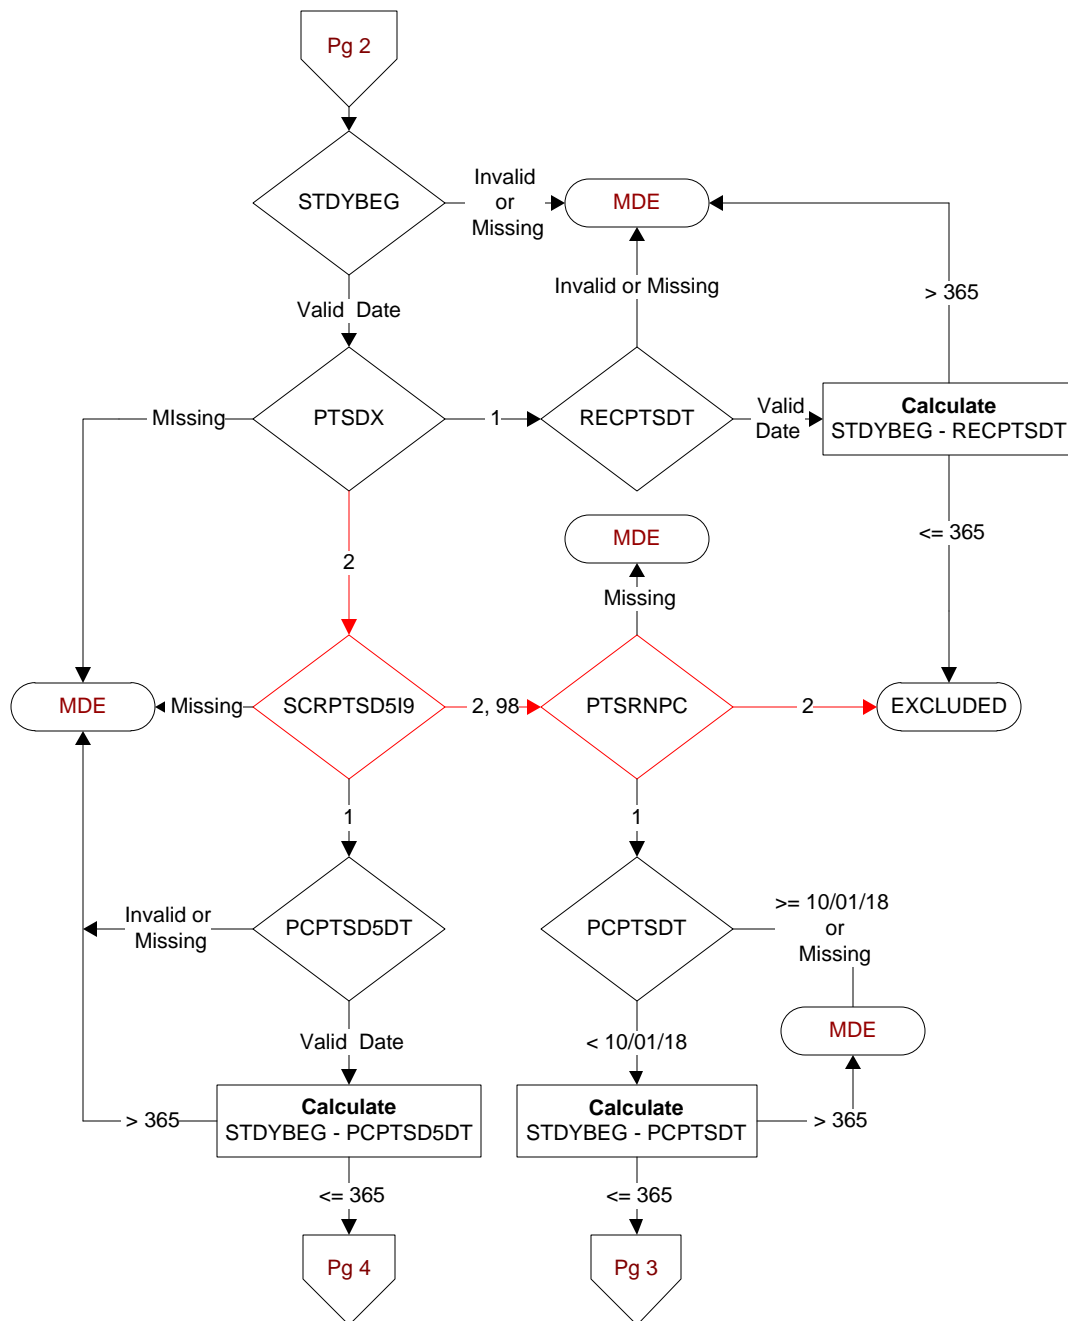 Pg 2
STDYBEG
Invalid
or
Missing
MDE
Valid  Date
Invalid or Missing
> 365
MIssing
PTSDX
1
RECPTSDT
Valid
Date
Calculate
STDYBEG - RECPTSDT
2
MDE
<= 365
Missing
MDE
Missing
SCRPTSD5I9
2, 98
PTSRNPC
2
EXCLUDED
1
1
Invalid or
Missing
PCPTSD5DT
PCPTSDT
>= 10/01/18
or
Missing
MDE
Valid  Date
< 10/01/18
> 365
Calculate
STDYBEG - PCPTSD5DT
Calculate
STDYBEG - PCPTSDT
> 365
<= 365
<= 365
Pg 4
Pg 3